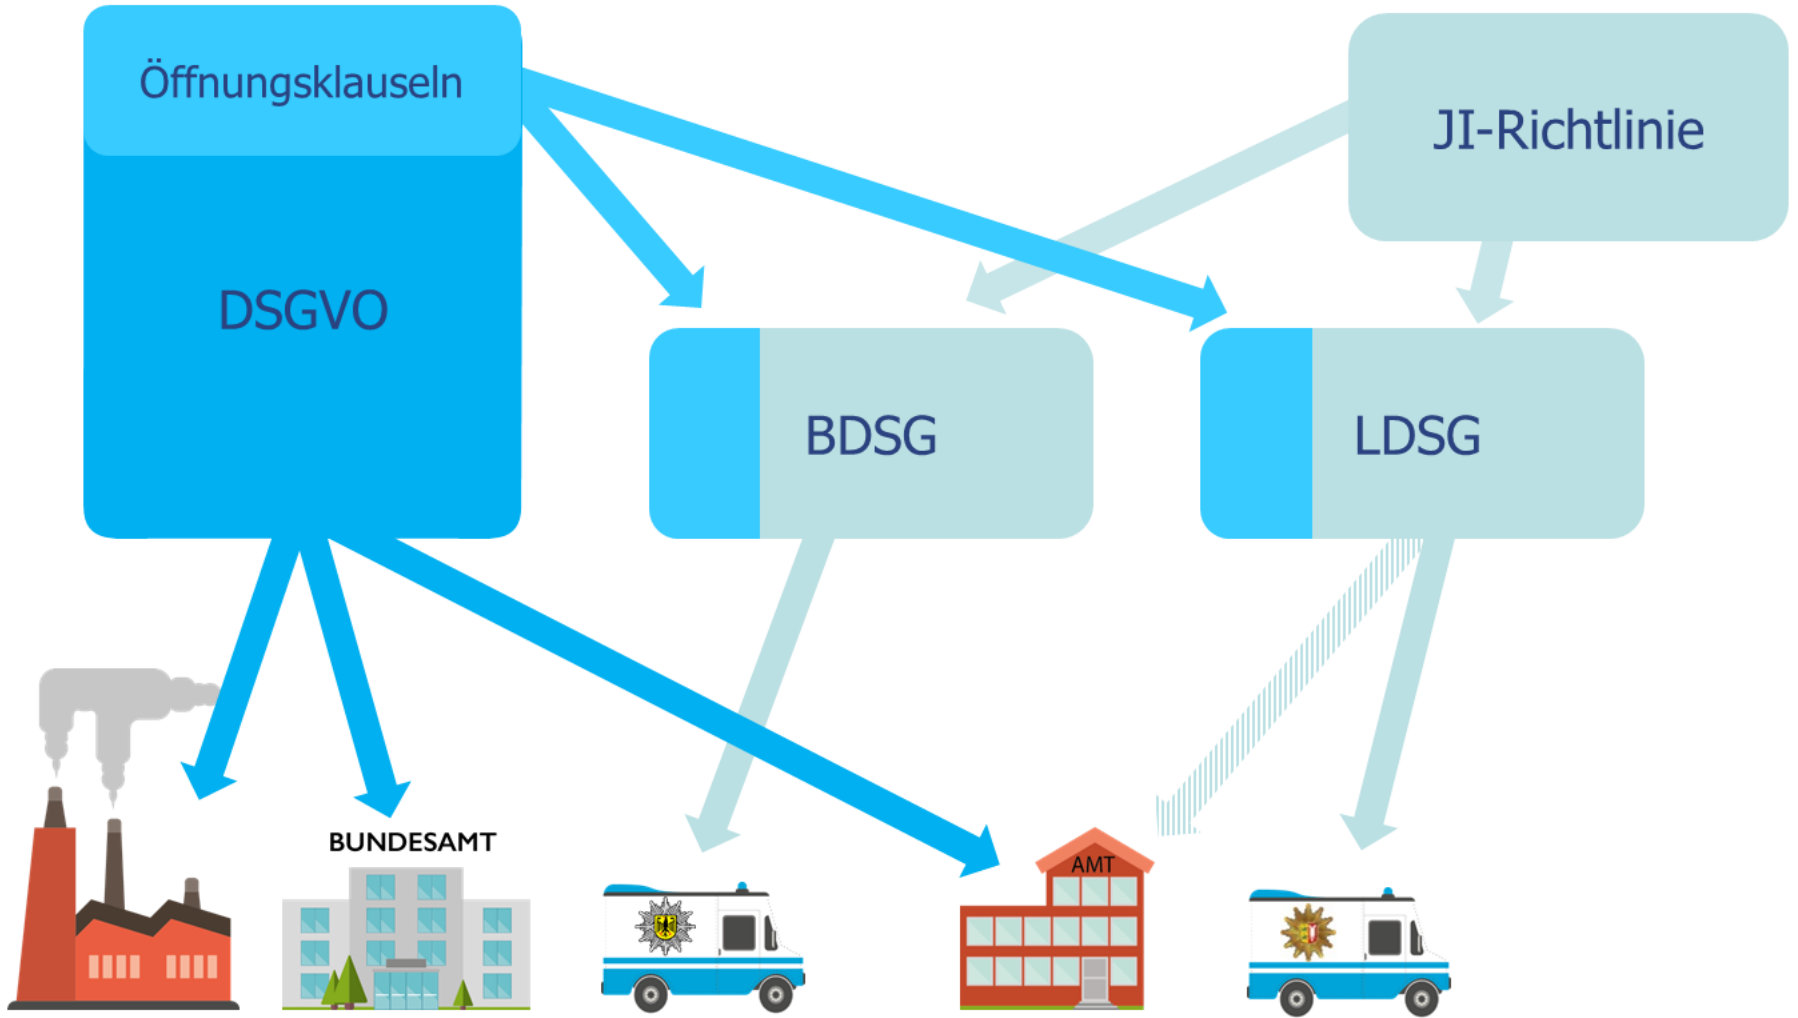 Öffnungsklauseln
JI-Richtlinie
DSGVO
BDSG
LDSG
BUNDESAMT
AMT